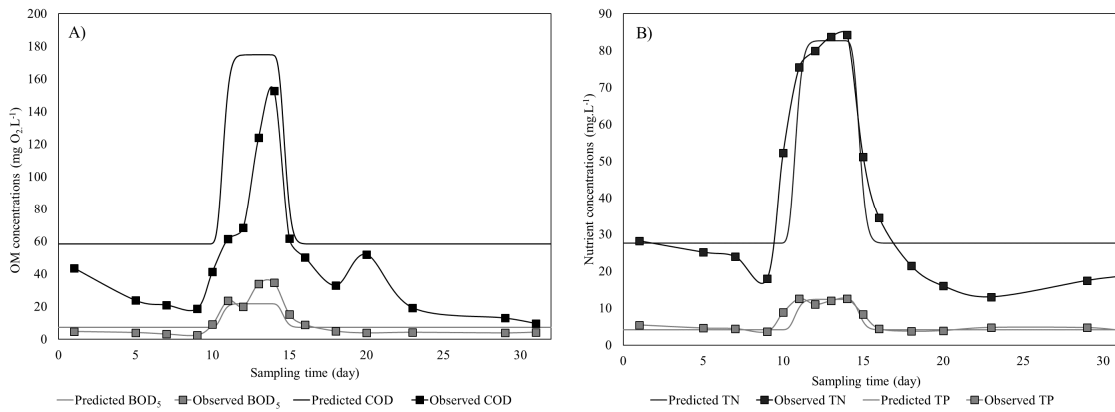 A)
OM concentrations (mg O₂.L⁻¹)
200
180
160
140
120
100
80
60
40
20
0
0 5 10 15 20 25 30
Sampling time (day)
Predicted BOD₅ Observed BOD₅ Predicted COD Observed COD
B)
Nutrient concentrations (mg.L⁻¹)
90
80
70
60
50
40
30
20
10
0
0 5 10 15 20 25 30
Sampling time (day)
Predicted TN Observed TN Predicted TP Observed TP